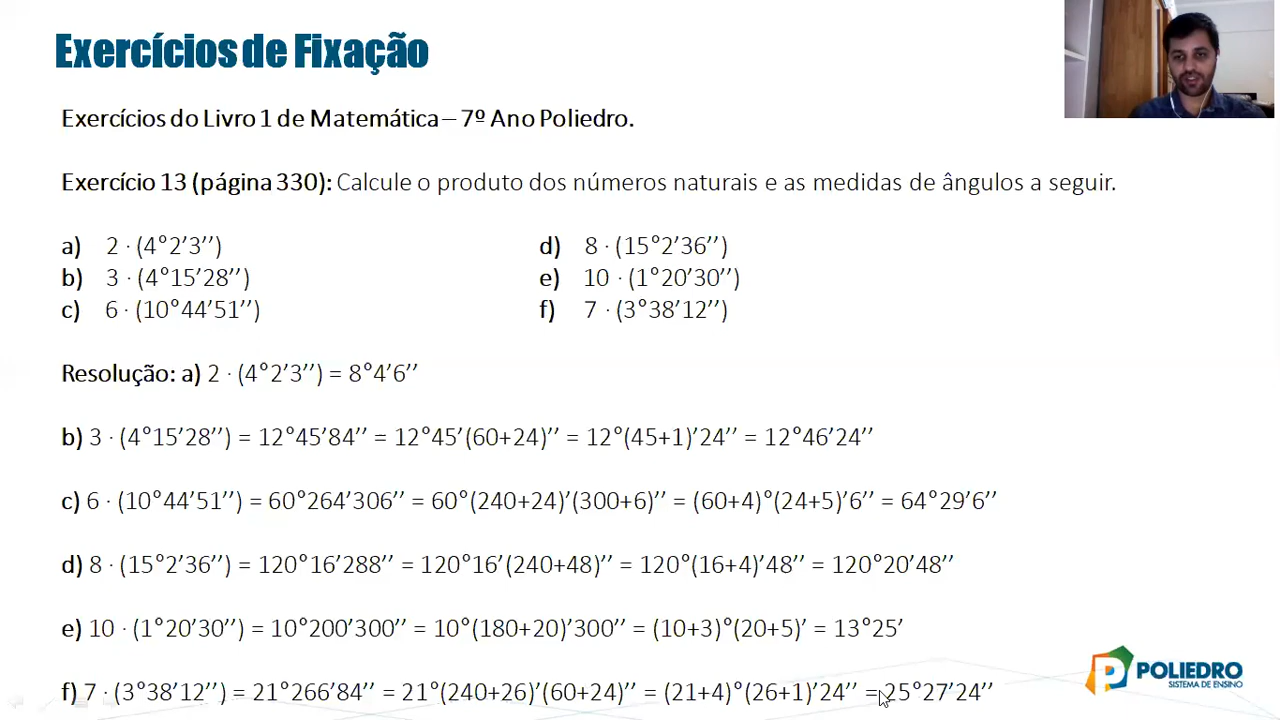 Exercícios de Fixação
Exercícios do Livro 1 de Matemática – 7º Ano Poliedro.
Exercício 13 (página 330): Calcule o produto dos números naturais e as medidas de ângulos a seguir.
a) 2 · (4°2’3’’)
b) 3 · (4°15’28’’)
c) 6 · (10°44’51’’)
d) 8 · (15°2’36’’)
e) 10 · (1°20’30’’)
f) 7 · (3°38’12’’)
Resolução: a) 2 · (4°2’3’’) = 8°4’6’’
b) 3 · (4°15’28’’) = 12°45’84’’ = 12°45’(60+24)’’ = 12°(45+1)’24’’ = 12°46’24’’
c) 6 · (10°44’51’’) = 60°264’306’’ = 60°(240+24)’(300+6)’’ = (60+4)°(24+5)’6’’ = 64°29’6’’
d) 8 · (15°2’36’’) = 120°16’288’’ = 120°16’(240+48)’’ = 120°(16+4)’48’’ = 120°20’48’’
e) 10 · (1°20’30’’) = 10°200’300’’ = 10°(180+20)’300’’ = (10+3)°(20+5)’ = 13°25’
f) 7 · (3°38’12’’) = 21°266’84’’ = 21°(240+26)’(60+24)’’ = (21+4)°(26+1)’24’’ = 25°27’24’’
POLIEDRO
SISTEMA DE ENSINO